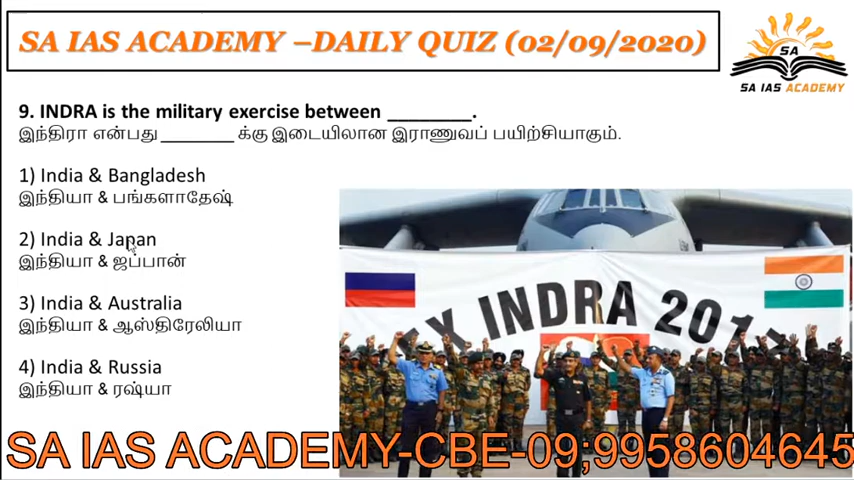 SA IAS ACADEMY –DAILY QUIZ (02/09/2020)
SA
SA IAS ACADEMY
9. INDRA is the military exercise between ________.
இந்திரா என்பது ________ க்கு இடையிலான இராணுவப் பயிற்சியாகும்.
1) India & Bangladesh
இந்தியா & பங்களாதேஷ்
2) India & Japan
இந்தியா & ஜப்பான்
3) India & Australia
இந்தியா & ஆஸ்திரேலியா
4) India & Russia
இந்தியா & ரஷ்யா
INDRA
SA IAS ACADEMY-CBE-09;9958604645